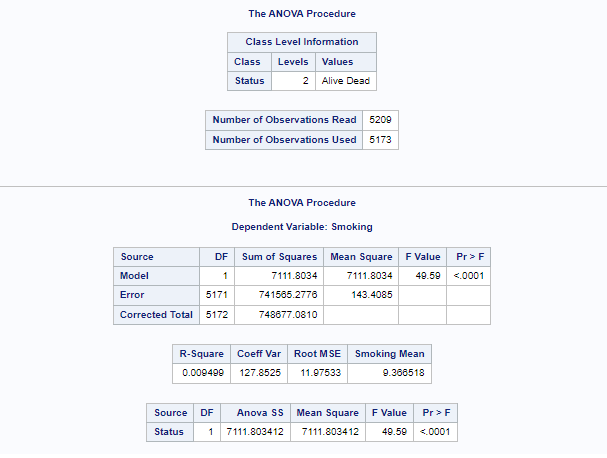 The ANOVA Procedure
Class Level Information
Class Levels Values
Status 2 Alive Dead
Number of Observations Read 5209
Number of Observations Used 5173
The ANOVA Procedure
Dependent Variable: Smoking
Source DF Sum of Squares Mean Square F Value Pr > F
Model 1 7111.8034 7111.8034 49.59 <.0001
Error 5171 741565.2776 143.4085
Corrected Total 5172 748677.0810
R-Square Coeff Var Root MSE Smoking Mean
0.009499 127.8525 11.97533 9.366518
Source DF Anova SS Mean Square F Value Pr > F
Status 1 7111.803412 7111.803412 49.59 <.0001